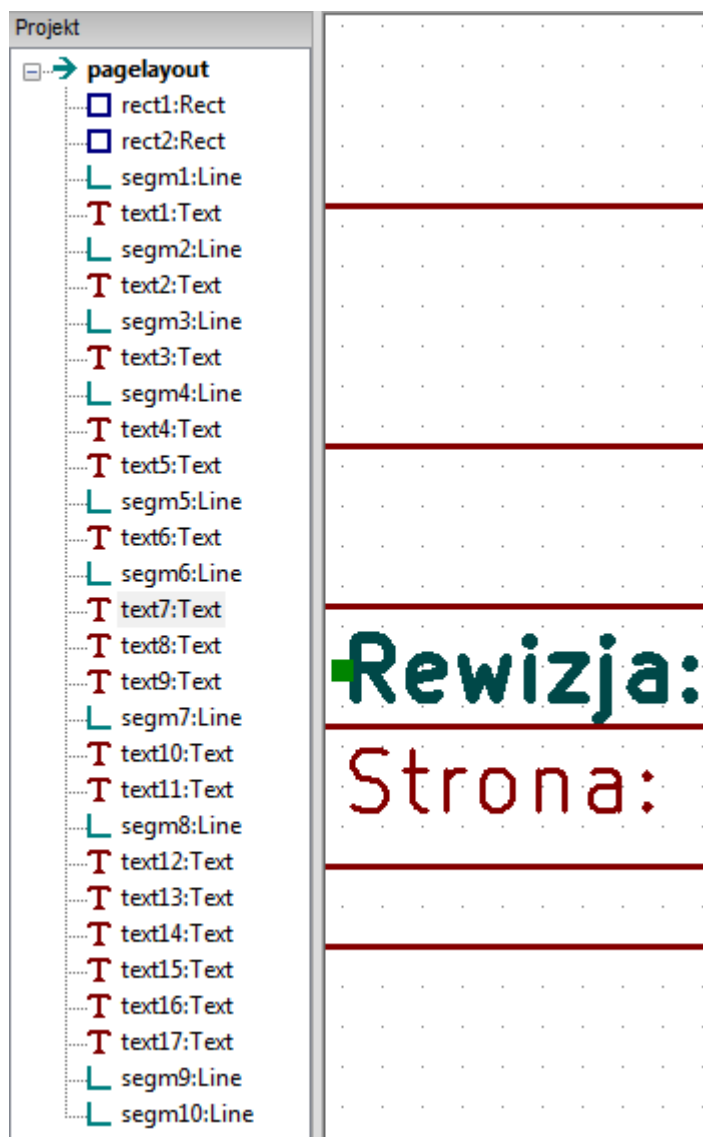 Projekt
pagelayout
rect1:Rect
rect2:Rect
segm1:Line
text1:Text
segm2:Line
text2:Text
segm3:Line
text3:Text
segm4:Line
text4:Text
text5:Text
segm5:Line
text6:Text
segm6:Line
text7:Text
text8:Text
text9:Text
segm7:Line
text10:Text
text11:Text
segm8:Line
text12:Text
text13:Text
text14:Text
text15:Text
text16:Text
text17:Text
segm9:Line
segm10:Line
Rewizja:
Strona: